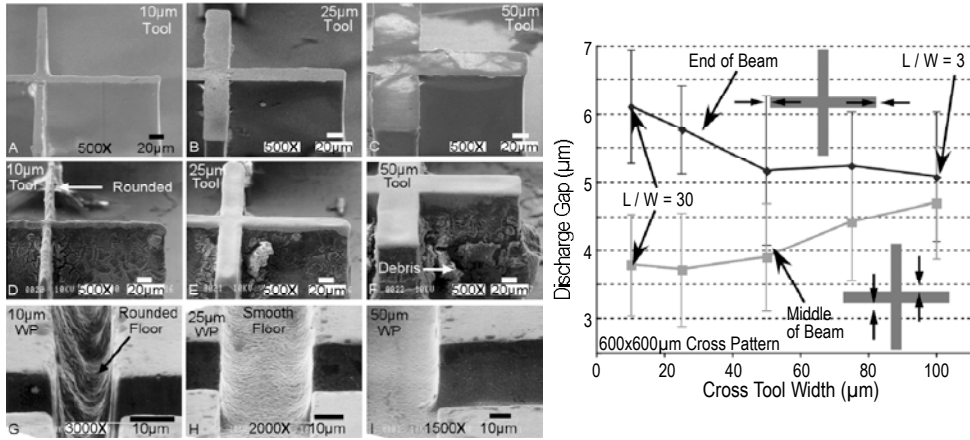 10µm
Tool
A
500X
20µm
25µm
Tool
B
500X
20µm
50µm
Tool
C
500X
20µm
10µm
Tool
Rounded
D
500X
20µm
25µm
Tool
E
500X
20µm
50µm
Tool
Debris
F
500X
20µm
10µm
WP
Rounded
Floor
G
3000X
10µm
25µm
WP
Smooth
Floor
H
2000X
10µm
50µm
WP
I
1500X
10µm
Discharge Gap (µm)
7
6
5
4
3
End of Beam
L / W = 3
L / W = 30
Middle
of Beam
600x600µm Cross Pattern
0
20
40
60
80
100
Cross Tool Width (µm)